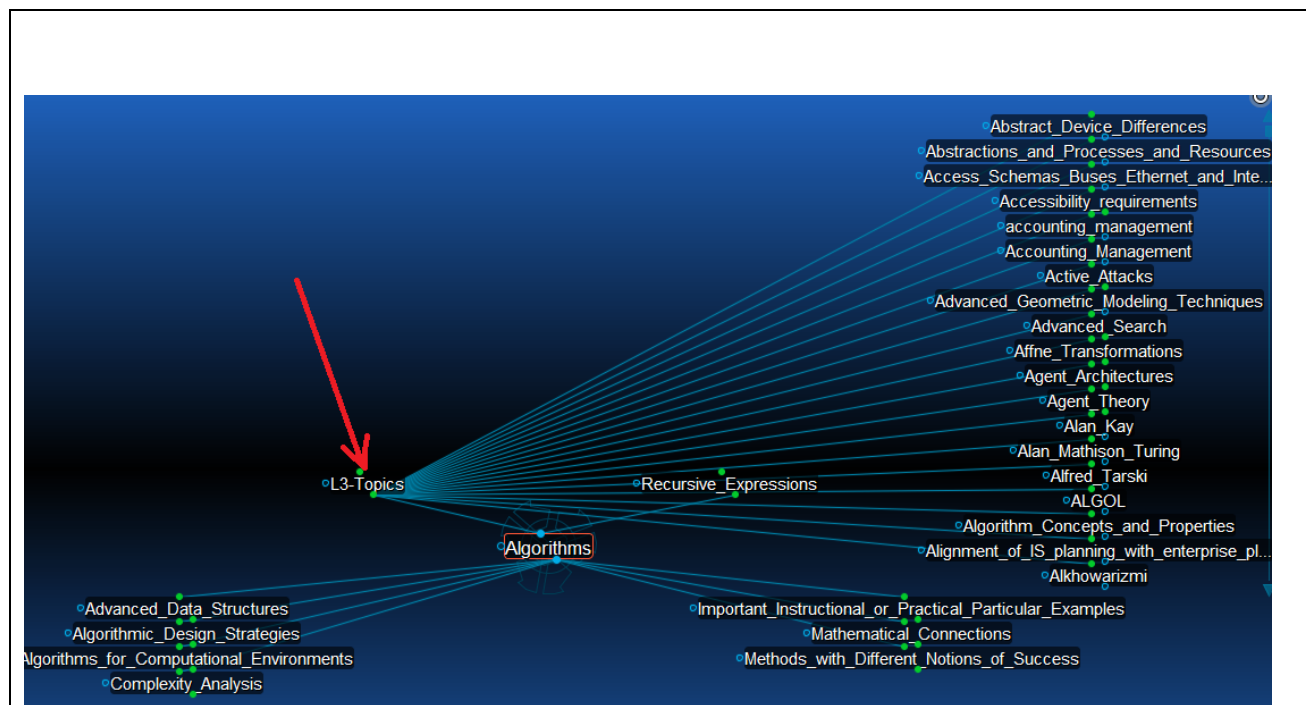 Abstract_Device_Differences
Abstractions_and_Processes_and_Resources
Access_Schemas_Buses_Ethernet_and_Inte...
Accessibility_requirements
accounting_management
Accounting_Management
Active_Attacks
Advanced_Geometric_Modeling_Techniques
Advanced_Search
Affne_Transformations
Agent_Architectures
Agent_Theory
Alan_Kay
Alan_Mathison_Turing
Alfred_Tarski
ALGOL
Algorithm_Concepts_and_Properties
Alignment_of_IS_planning_with_enterprise_pl...
Alkhowarizmi
L3-Topics
Recursive_Expressions
Algorithms
Advanced_Data_Structures
Algorithmic_Design_Strategies
Algorithms_for_Computational_Environments
Complexity_Analysis
Important_Instructional_or_Practical_Particular_Examples
Mathematical_Connections
Methods_with_Different_Notions_of_Success